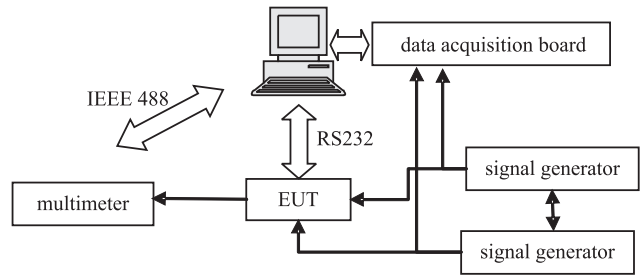 data acquisition board
IEEE 488
RS232
signal generator
multimeter
EUT
signal generator